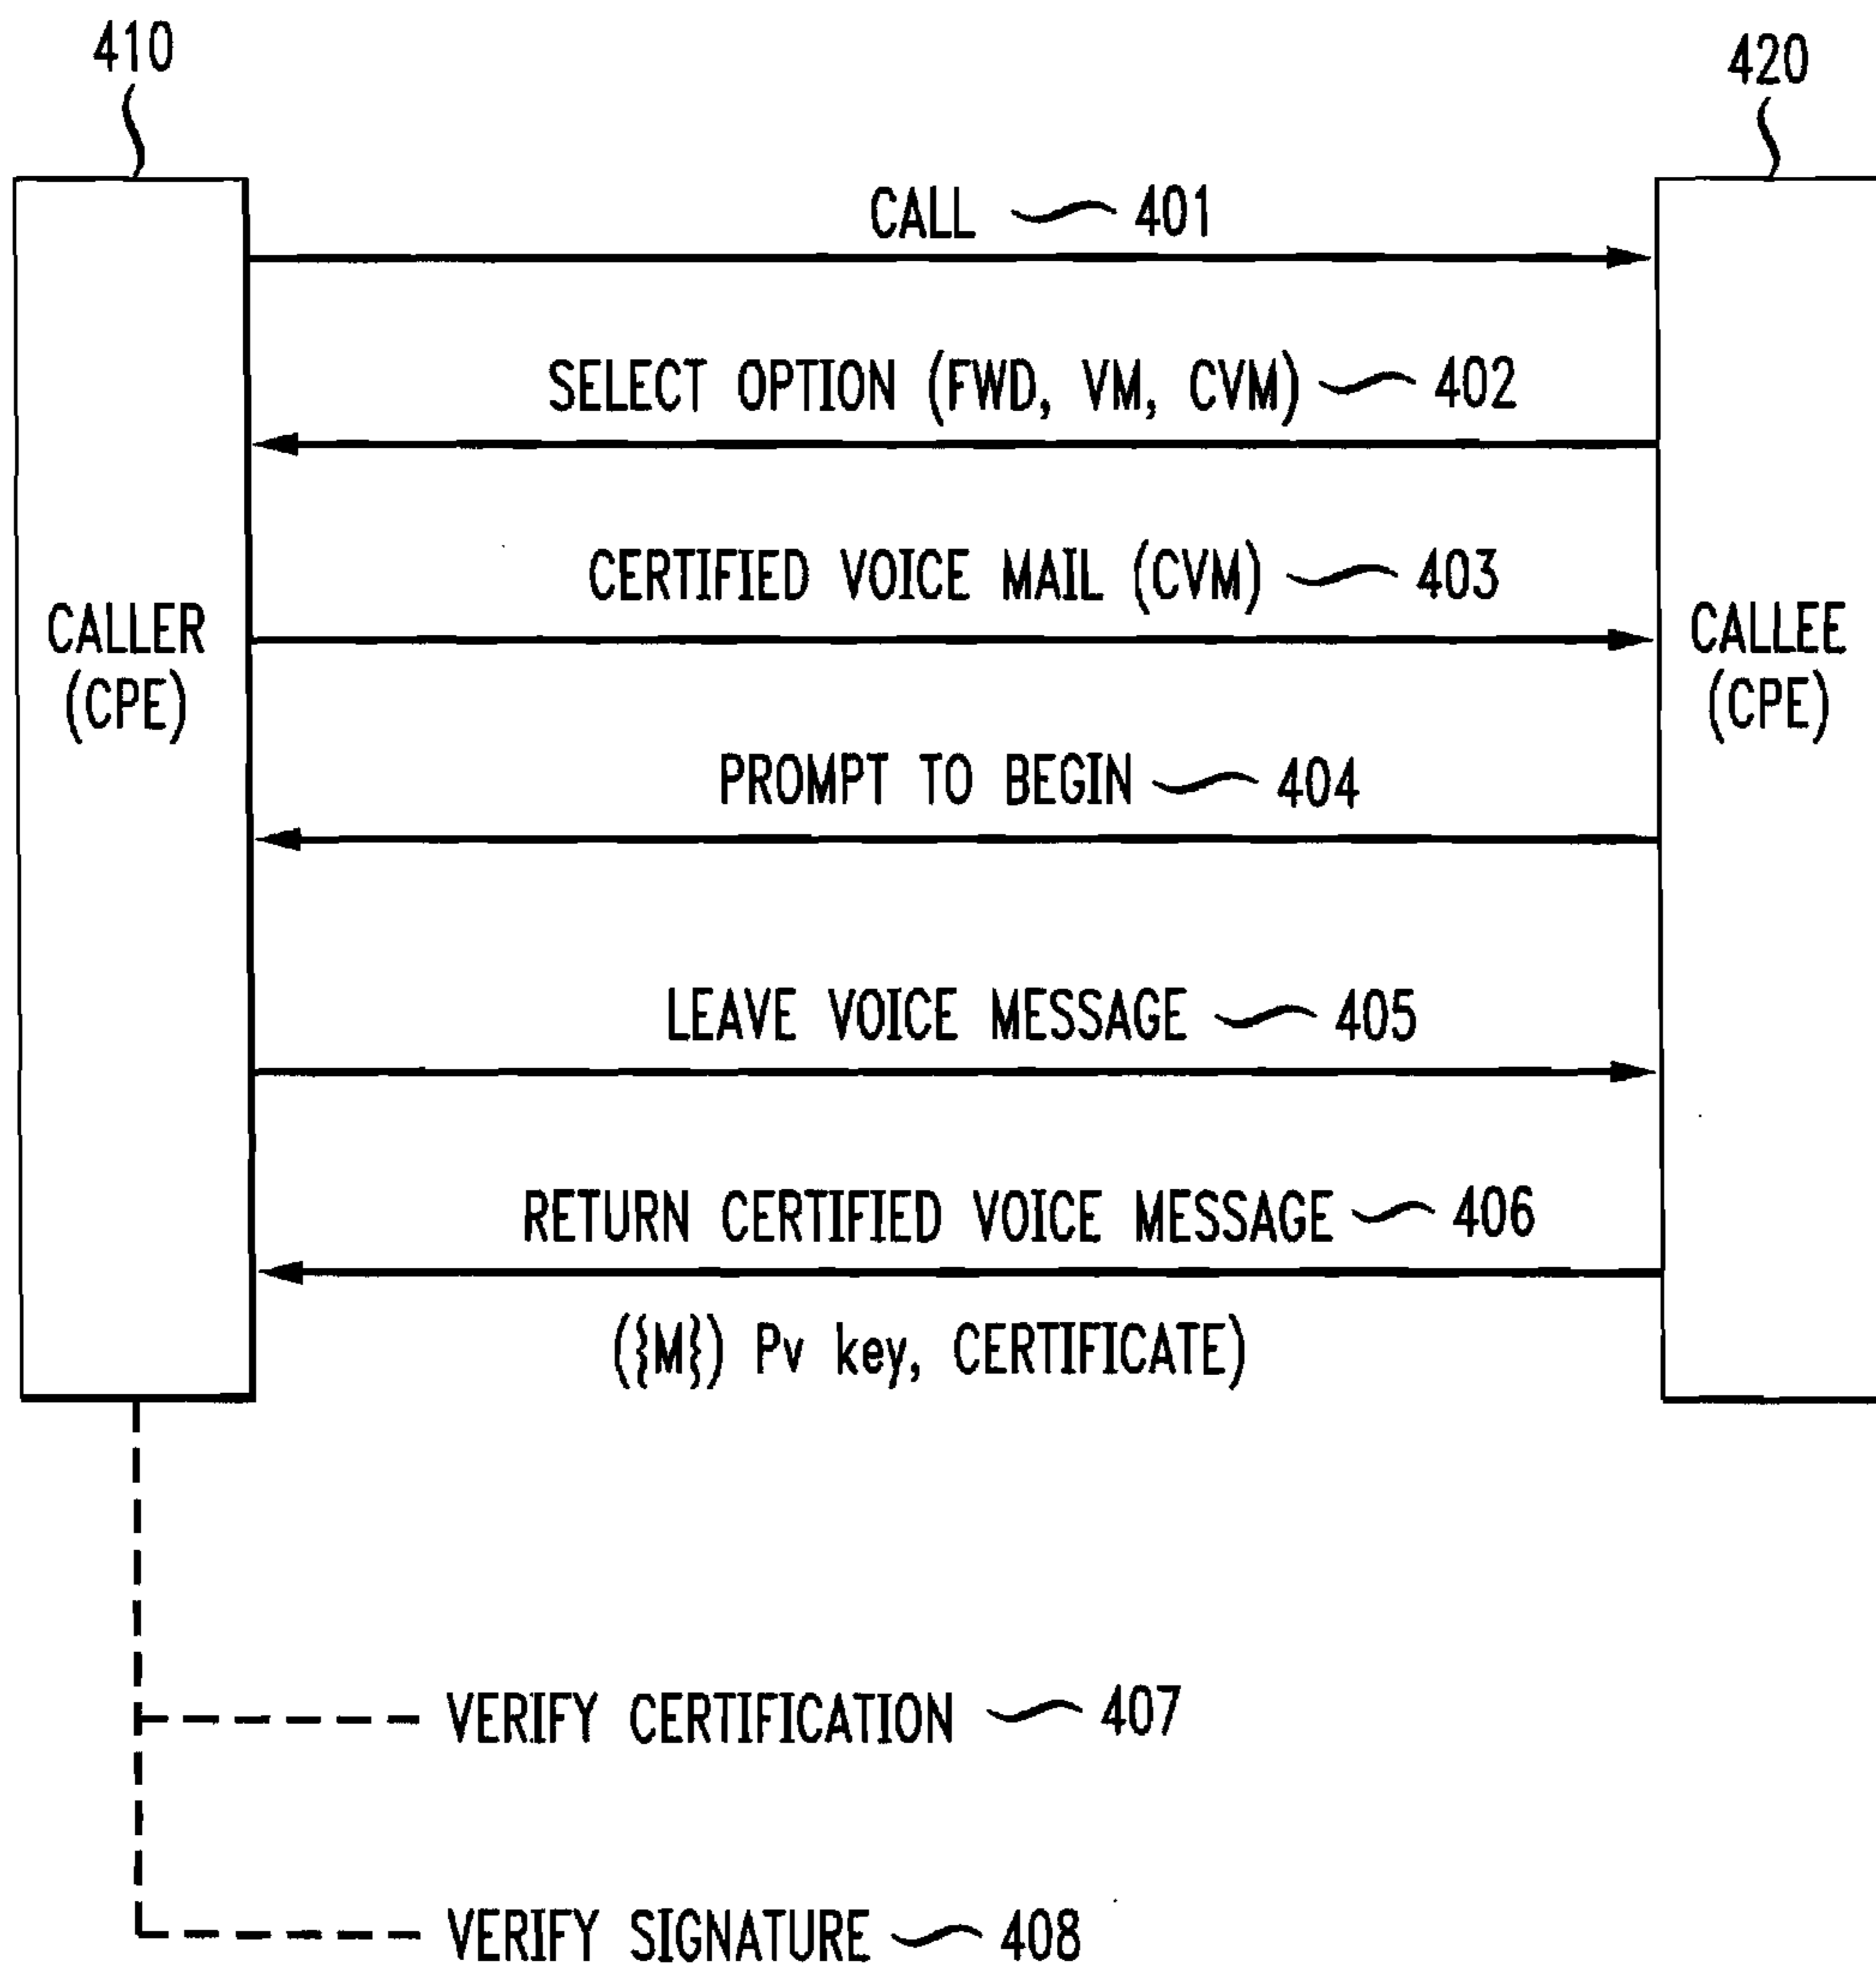 410
420
CALL 401
SELECT OPTION (FWD, VM, CVM) 402
CERTIFIED VOICE MAIL (CVM) 403
CALLER
(CPE)
CALLEE
(CPE)
PROMPT TO BEGIN 404
LEAVE VOICE MESSAGE 405
RETURN CERTIFIED VOICE MESSAGE 406
({M}) Pv key, CERTIFICATE)
VERIFY CERTIFICATION 407
VERIFY SIGNATURE 408